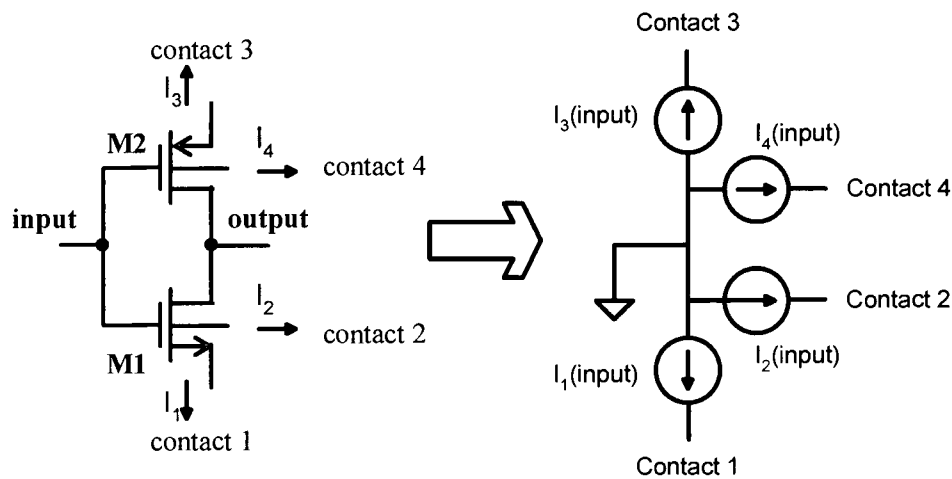 contact 3
I3
M2
I4
contact 4
input
output
I2
contact 2
M1
I1
contact 1
Contact 3
I3(input)
I4(input)
Contact 4
Contact 2
I2(input)
I1(input)
Contact 1